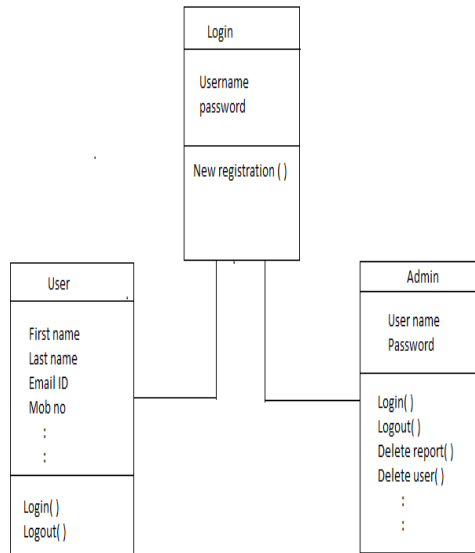 Login
Username
password
New registration ( )
User
First name
Last name
Email ID
Mob no
:
:
Login( )
Logout( )
Admin
User name
Password
Login( )
Logout( )
Delete report( )
Delete user( )
:
: